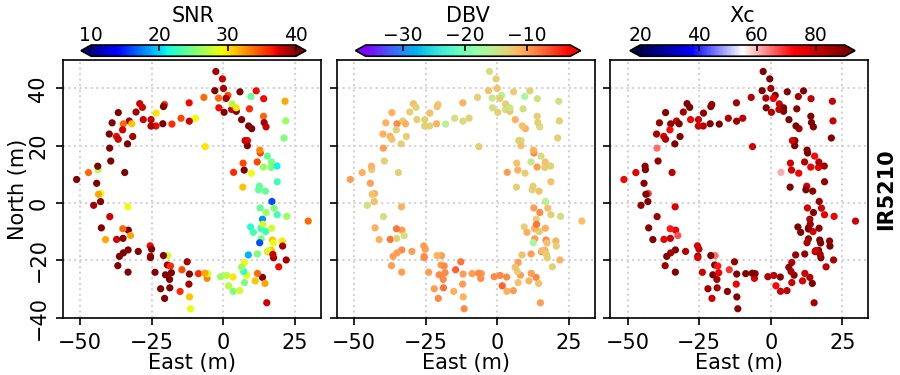 SNR DBV Xc
10 20 30 40 −30 −20 −10 20 40 60 80
40
20
0
−20
−40
North (m)
−50 −25 0 25 −50 −25 0 25 −50 −25 0 25
East (m) East (m) East (m)
IR5210